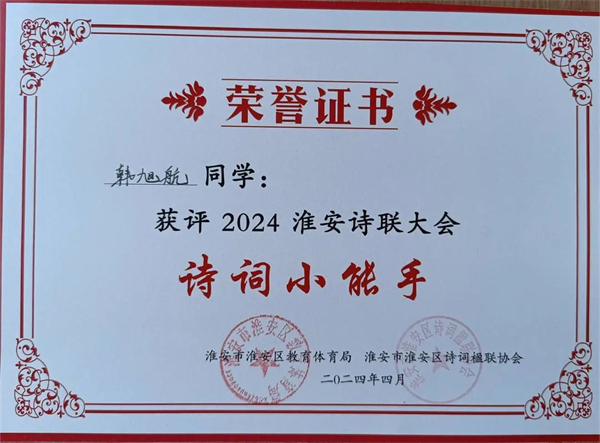 荣誉证书
韩旭航 同学：
获评 2024 淮安诗联大会
诗词小能手
淮安市淮安区教育体育局 淮安市淮安区诗词楹联协会
二〇二四年四月